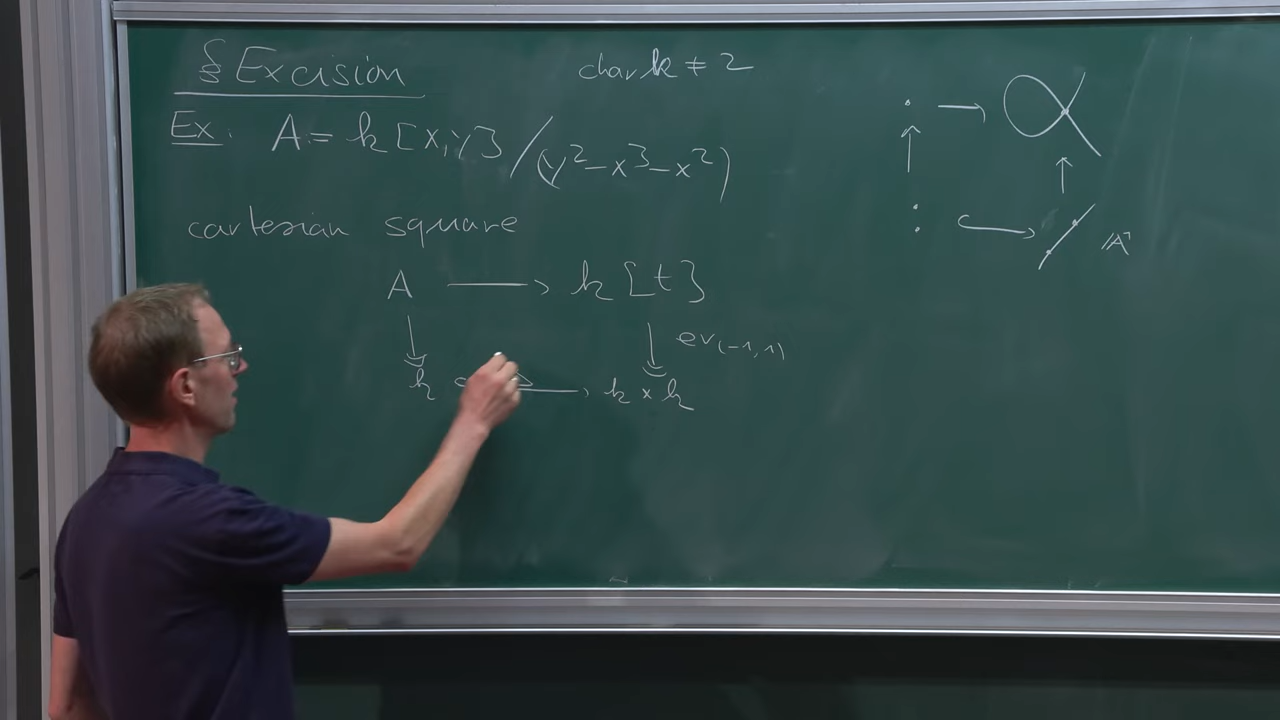 § Excision
char k ≠ 2
Ex. A = k[x,y]/(y²-x³-x²)
cartesian square
A → k[t]
ev(-1,1)
k → k × k
𝔸¹